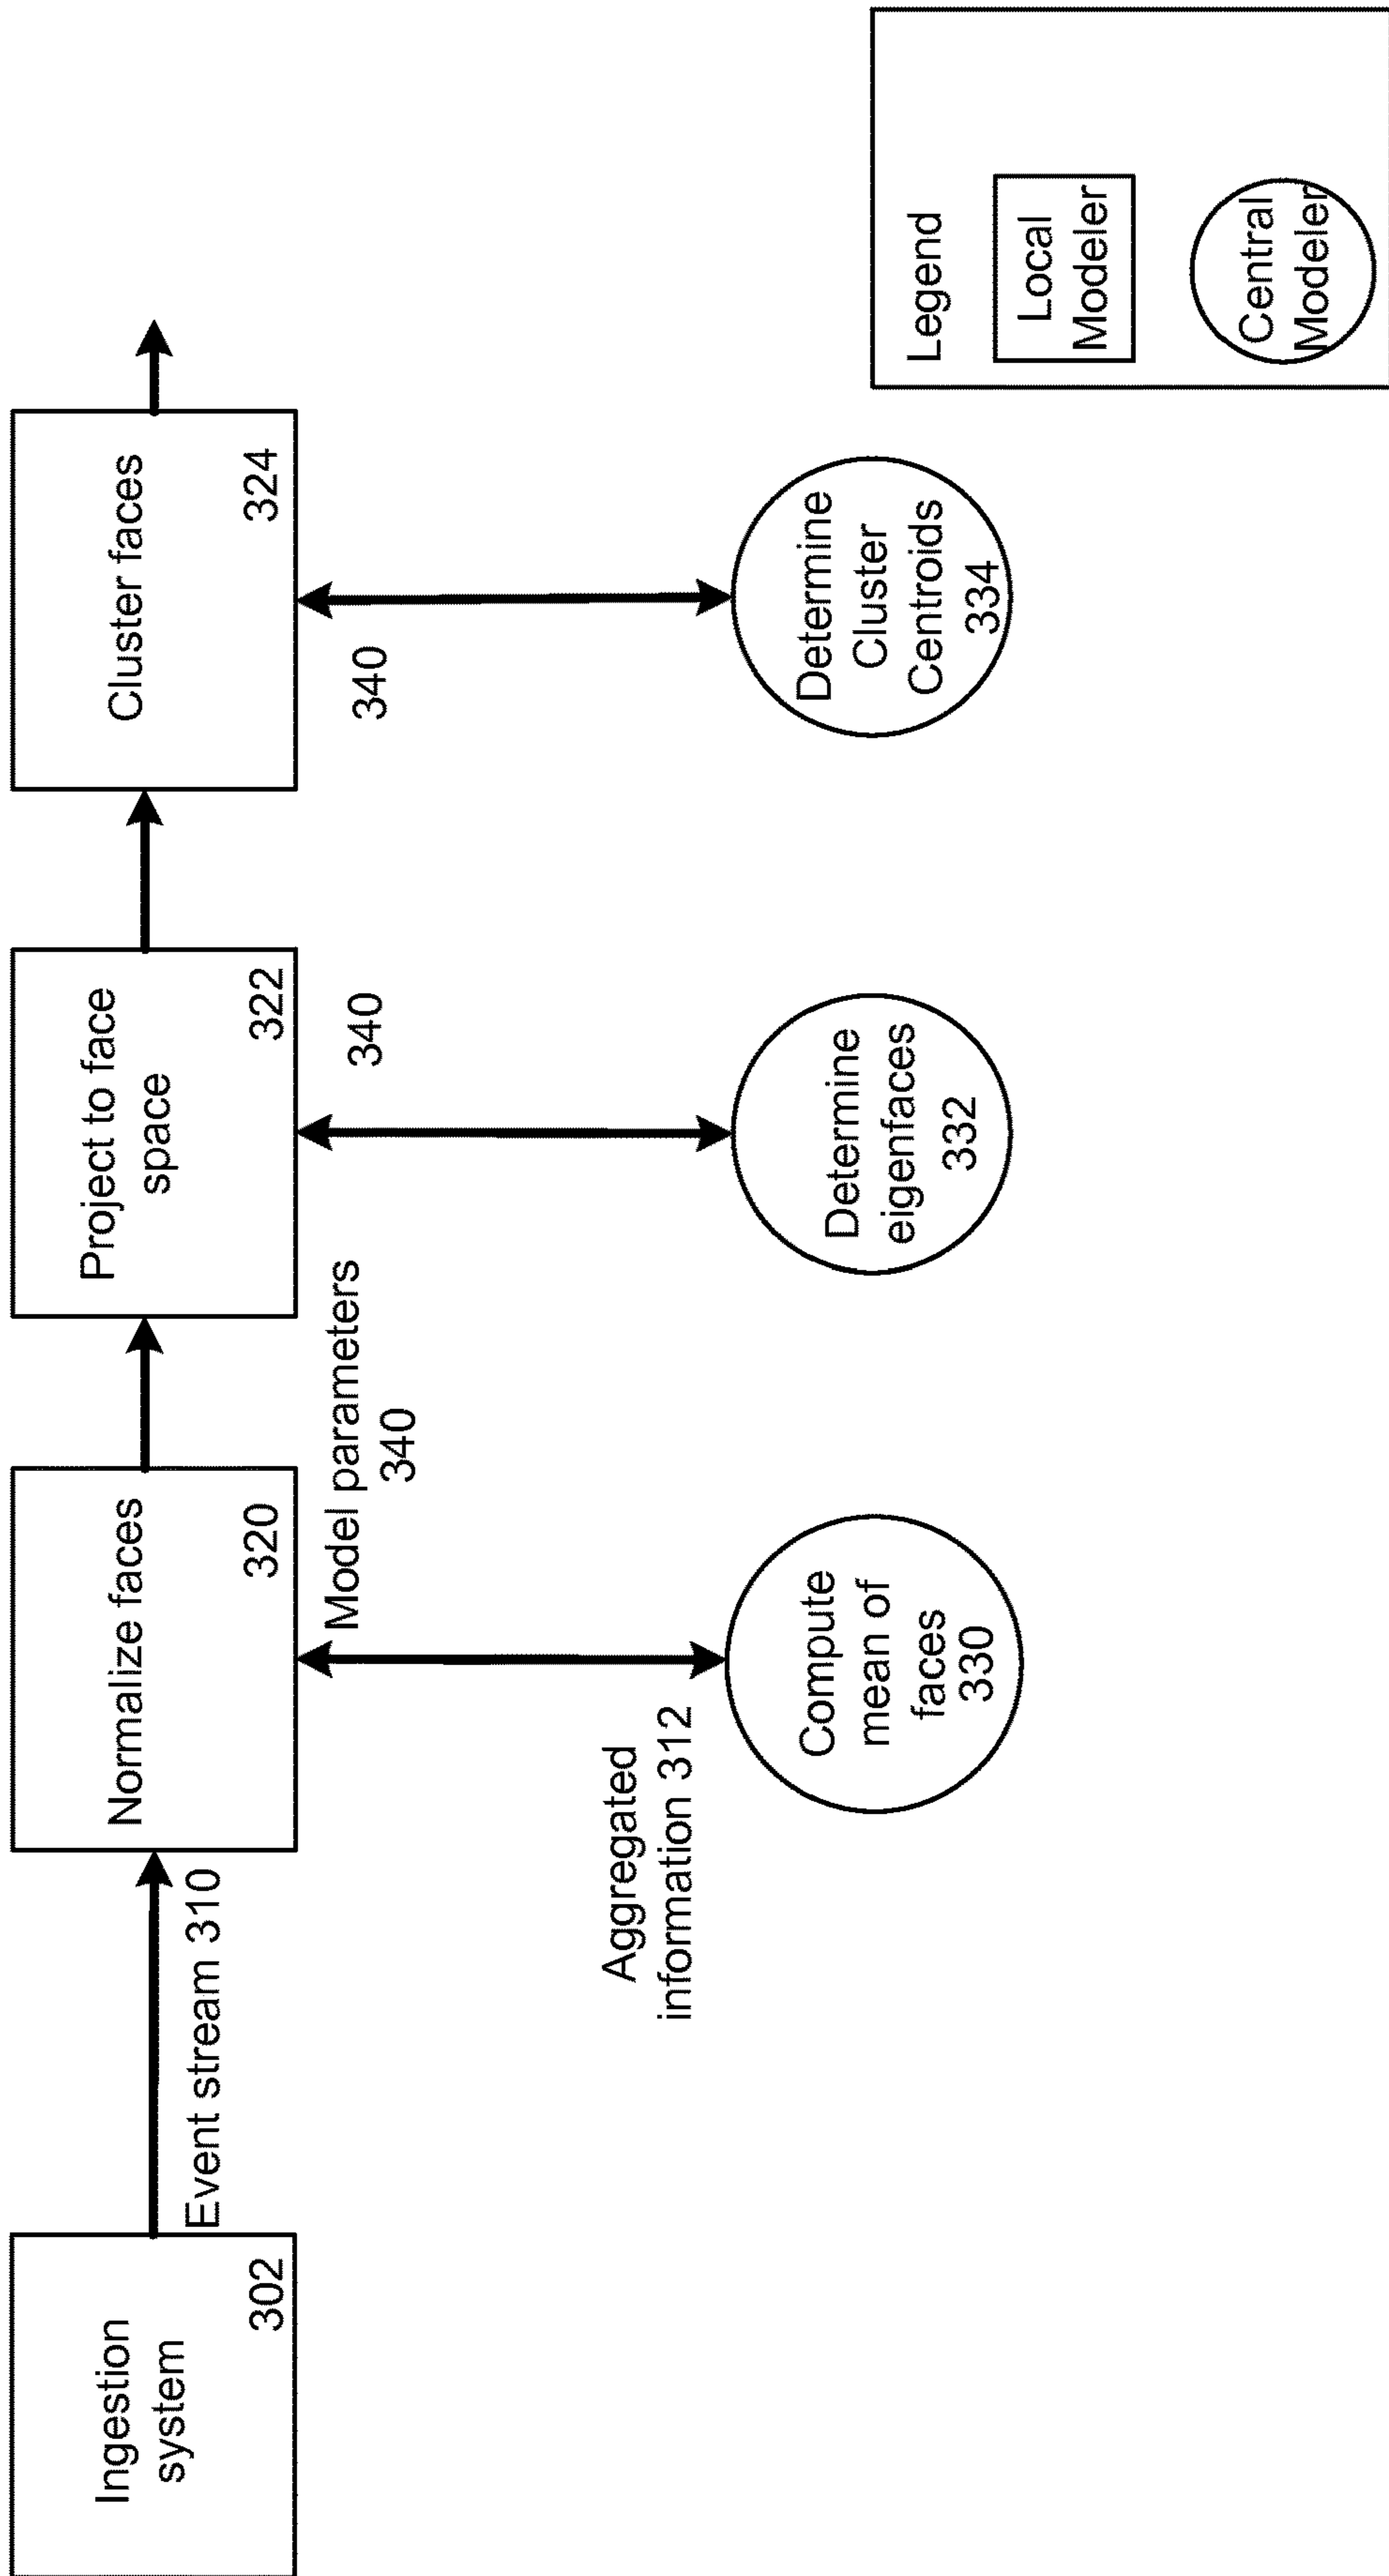 Ingestion
system
302
Event stream 310
Normalize faces
320
Model parameters
340
Aggregated
information 312
Compute
mean of
faces
330
Project to face
space
322
340
Determine
eigenfaces
332
Cluster faces
324
340
Determine
Cluster
Centroids
334
Legend
Local
Modeler
Central
Modeler